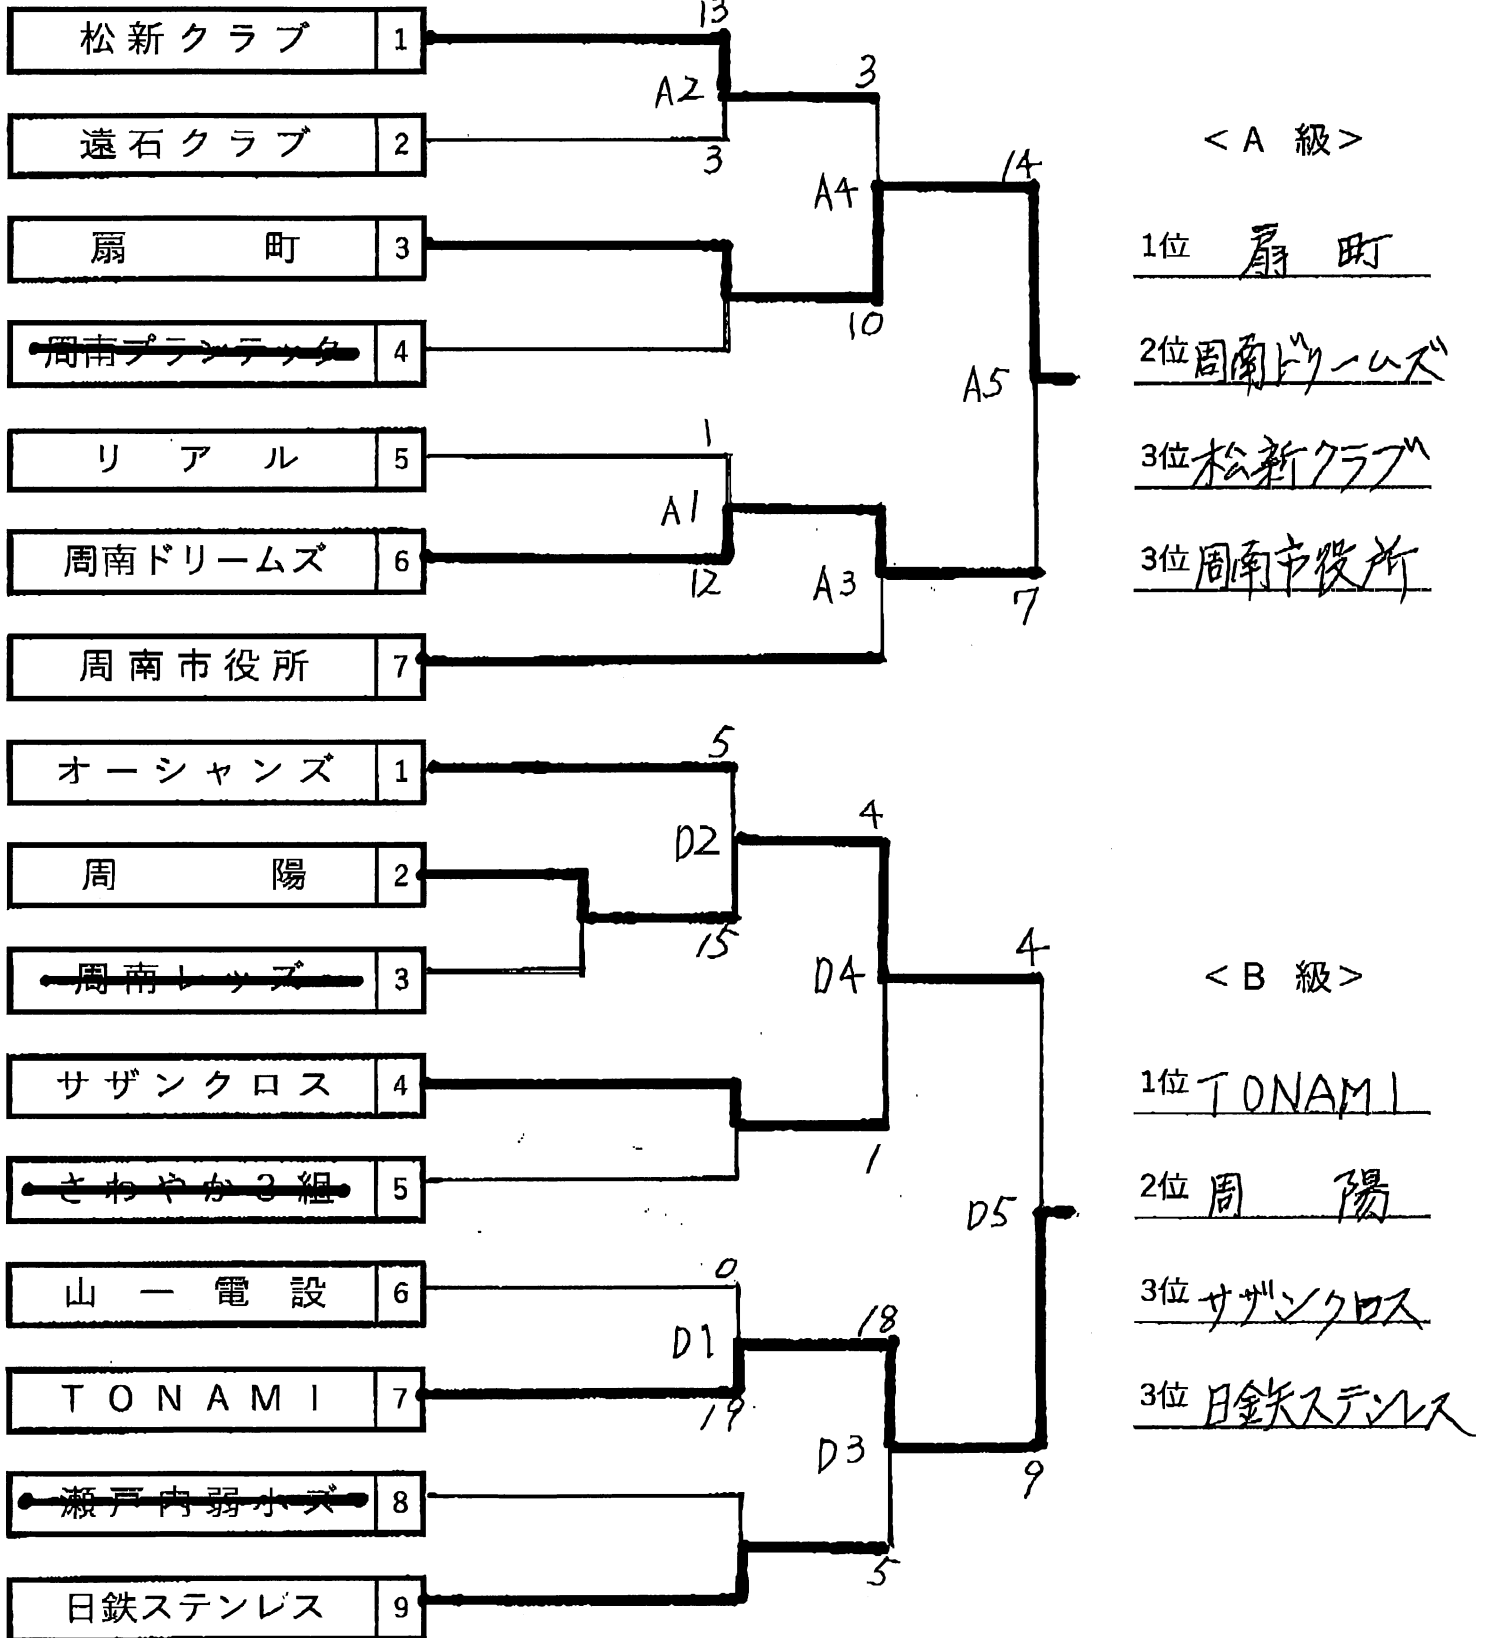 13
松新クラブ 1
3
A2
遠石クラブ 2
3
<A 級>
14
A4
扇町 3
1位 扇町
10
周南プランテック 4
2位 周南ドリームズ
A5
1
リアル 5
3位 松新クラブ
A1
周南ドリームズ 6
3位 周南市役所
12
A3
7
周南市役所 7
5
オーシャンズ 1
4
D2
周陽 2
15
4
周南レッズ 3
D4
<B 級>
サザンクロス 4
1位 TONAMI
1
さわやか3組 5
2位 周陽
D5
0
山一電設 6
3位 サザンクロス
18
D1
TONAMI 7
3位 日鉄ステンレス
19
D3
9
瀬戸内弱小ズ 8
5
日鉄ステンレス 9